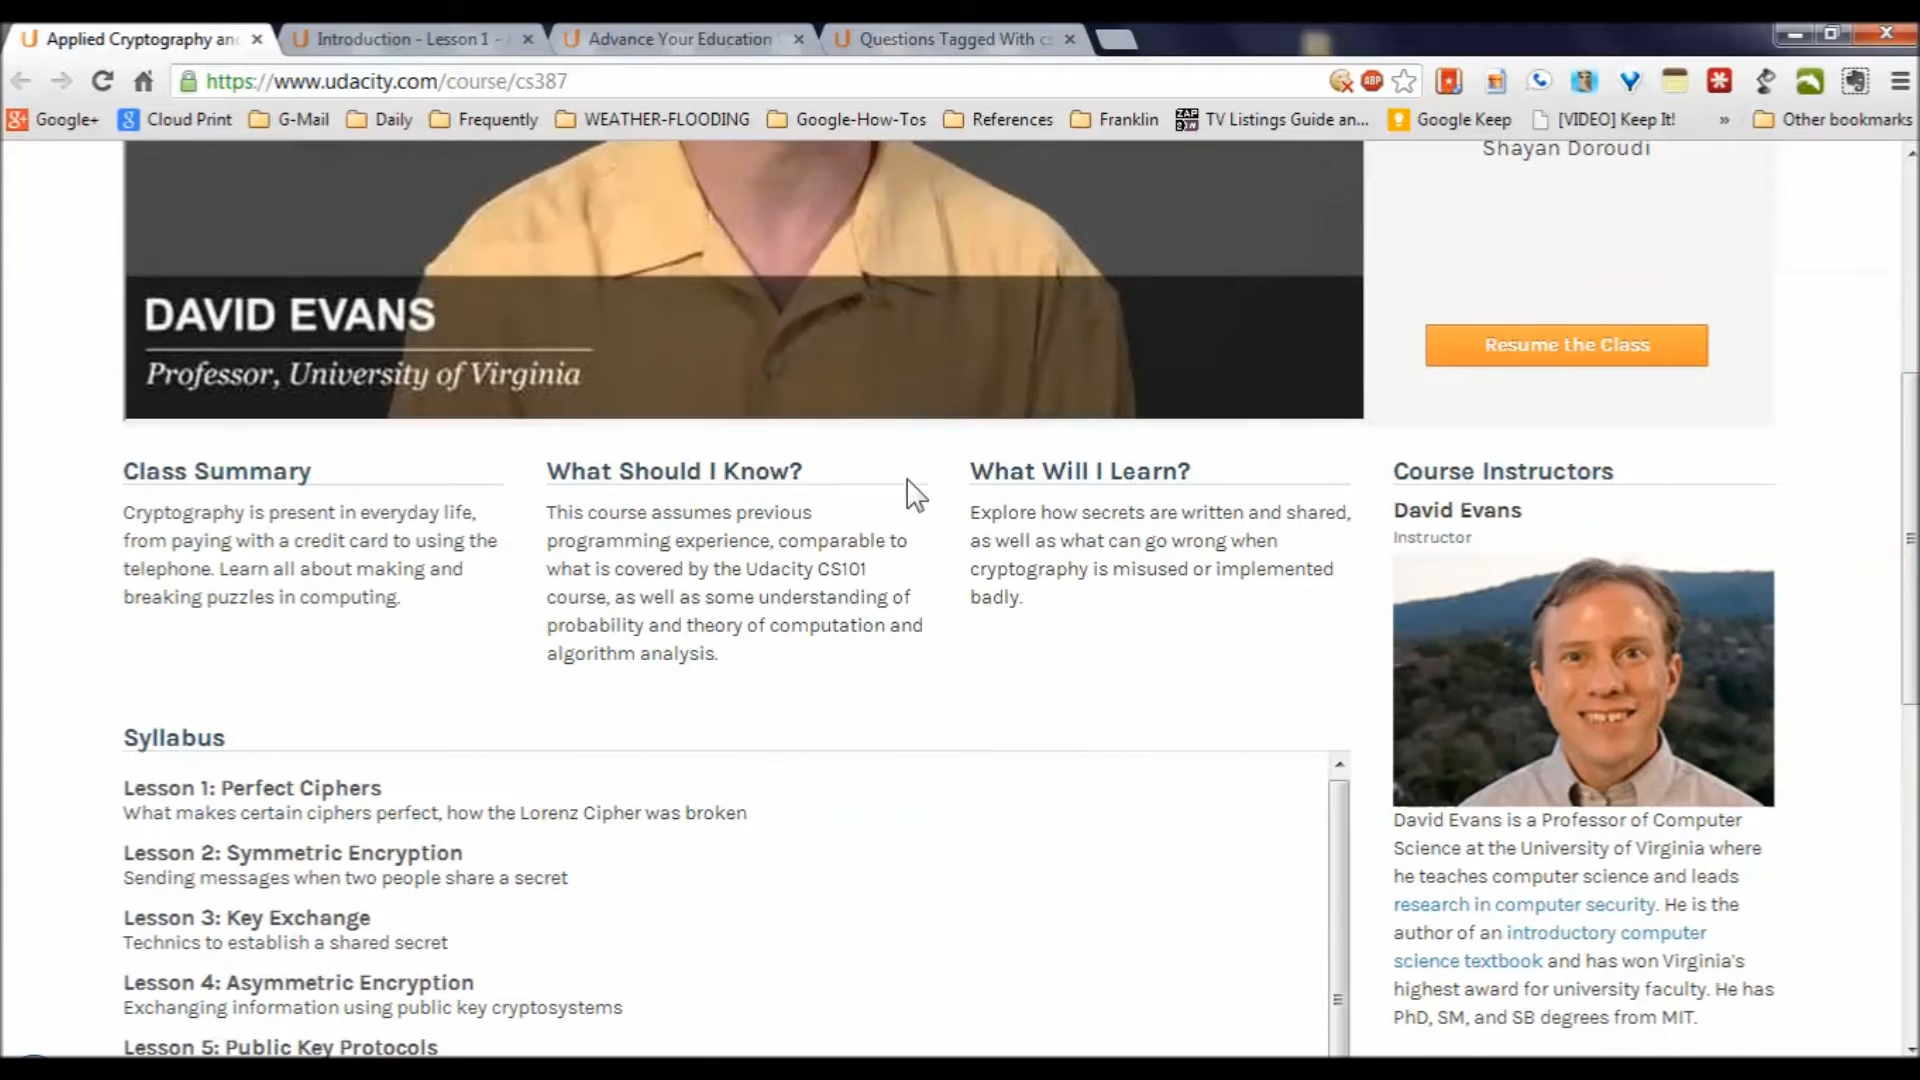 Applied Cryptography an
Introduction - Lesson 1 -
Advance Your Education
Questions Tagged With c
https://www.udacity.com/course/cs387
ABP
Google+
Cloud Print
G-Mail
Daily
Frequently
WEATHER-FLOODING
Google-How-Tos
References
Franklin
TV Listings Guide an...
Google Keep
[VIDEO] Keep It!
»
Other bookmarks
Shayan Doroudi
DAVID EVANS
Professor, University of Virginia
Resume the Class
Class Summary
Cryptography is present in everyday life,
from paying with a credit card to using the
telephone. Learn all about making and
breaking puzzles in computing.
What Should I Know?
This course assumes previous
programming experience, comparable to
what is covered by the Udacity CS101
course, as well as some understanding of
probability and theory of computation and
algorithm analysis.
What Will I Learn?
Explore how secrets are written and shared,
as well as what can go wrong when
cryptography is misused or implemented
badly.
Course Instructors
David Evans
Instructor
David Evans is a Professor of Computer
Science at the University of Virginia where
he teaches computer science and leads
research in computer security. He is the
author of an introductory computer
science textbook and has won Virginia's
highest award for university faculty. He has
PhD, SM, and SB degrees from MIT.
Syllabus
Lesson 1: Perfect Ciphers
What makes certain ciphers perfect, how the Lorenz Cipher was broken
Lesson 2: Symmetric Encryption
Sending messages when two people share a secret
Lesson 3: Key Exchange
Technics to establish a shared secret
Lesson 4: Asymmetric Encryption
Exchanging information using public key cryptosystems
Lesson 5: Public Key Protocols